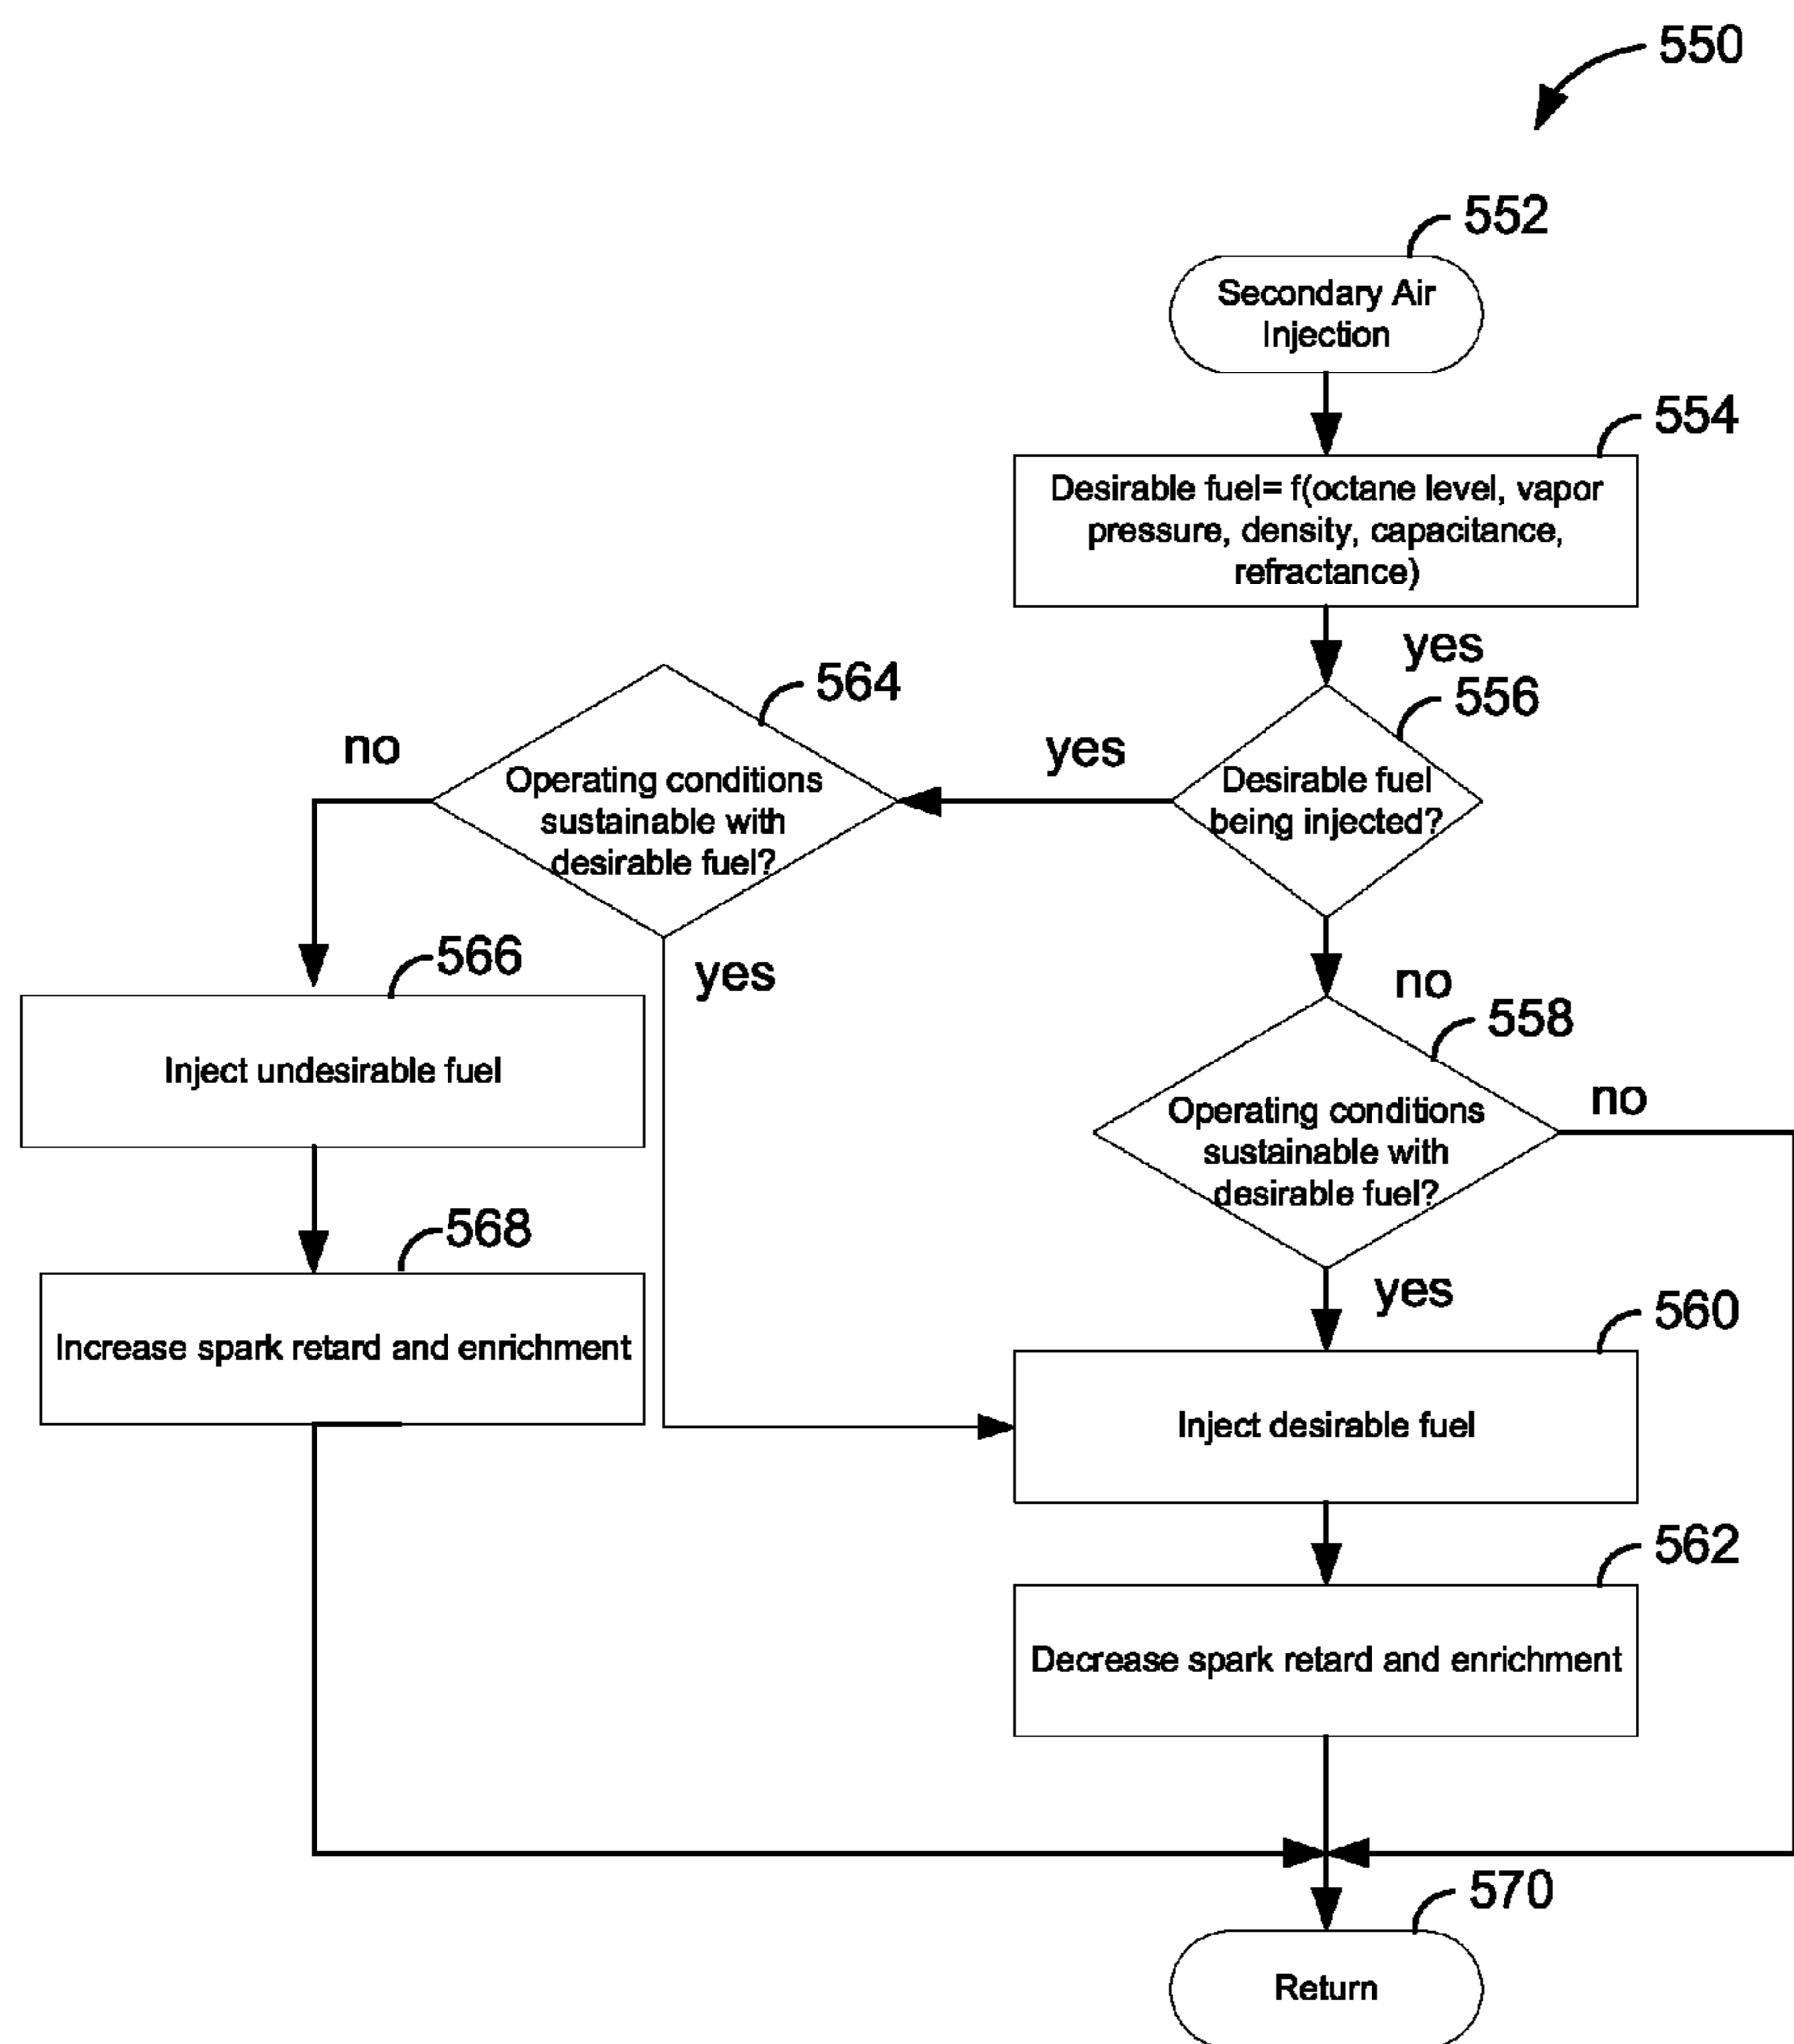 550
552
Secondary Air
Injection
554
Desirable fuel= f(octane level, vapor
pressure, density, capacitance,
refractance)
yes
556
Desirable fuel
being injected?
yes
564
Operating conditions
sustainable with
desirable fuel?
no
yes
566
Inject undesirable fuel
568
Increase spark retard and enrichment
no
558
Operating conditions
sustainable with
desirable fuel?
no
yes
560
Inject desirable fuel
562
Decrease spark retard and enrichment
570
Return